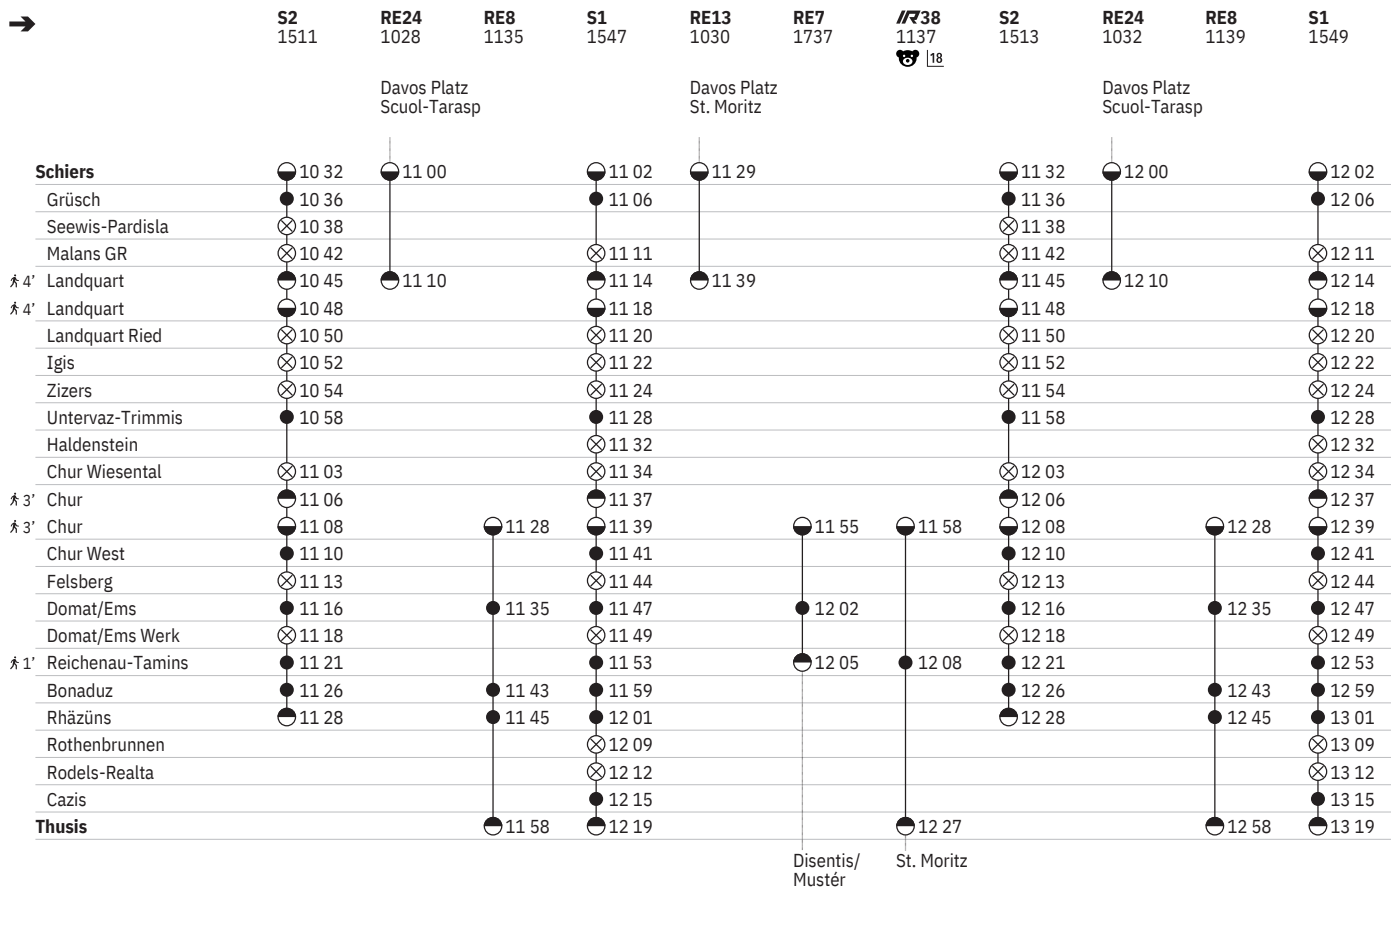 S2 RE24 RE8 S1 RE13 RE7 IR38 S2 RE24 RE8 S1
1511 1028 1135 1547 1030 1737 1137 1513 1032 1139 1549
18
Davos Platz Davos Platz Davos Platz
Scuol-Tarasp St. Moritz Scuol-Tarasp
Schiers 10 32 11 00 11 02 11 29 11 32 12 00 12 02
Grüsch 10 36 11 06 11 36 12 06
Seewis-Pardisla 10 38 11 38
Malans GR 10 42 11 11 11 42 12 11
4’ Landquart 10 45 11 10 11 14 11 39 11 45 12 10 12 14
4’ Landquart 10 48 11 18 11 48 12 18
Landquart Ried 10 50 11 20 11 50 12 20
Igis 10 52 11 22 11 52 12 22
Zizers 10 54 11 24 11 54 12 24
Untervaz-Trimmis 10 58 11 28 11 58 12 28
Haldenstein 11 32 12 32
Chur Wiesental 11 03 11 34 12 03 12 34
3’ Chur 11 06 11 37 12 06 12 37
3’ Chur 11 08 11 28 11 39 11 55 11 58 12 08 12 28 12 39
Chur West 11 10 11 41 12 10 12 41
Felsberg 11 13 11 44 12 13 12 44
Domat/Ems 11 16 11 35 11 47 12 02 12 16 12 35 12 47
Domat/Ems Werk 11 18 11 49 12 18 12 49
1’ Reichenau-Tamins 11 21 11 53 12 05 12 08 12 21 12 53
Bonaduz 11 26 11 43 11 59 12 26 12 43 12 59
Rhäzüns 11 28 11 45 12 01 12 28 12 45 13 01
Rothenbrunnen 12 09 13 09
Rodels-Realta 12 12 13 12
Cazis 12 15 13 15
Thusis 11 58 12 19 12 27 12 58 13 19
Disentis/ St. Moritz
Mustér